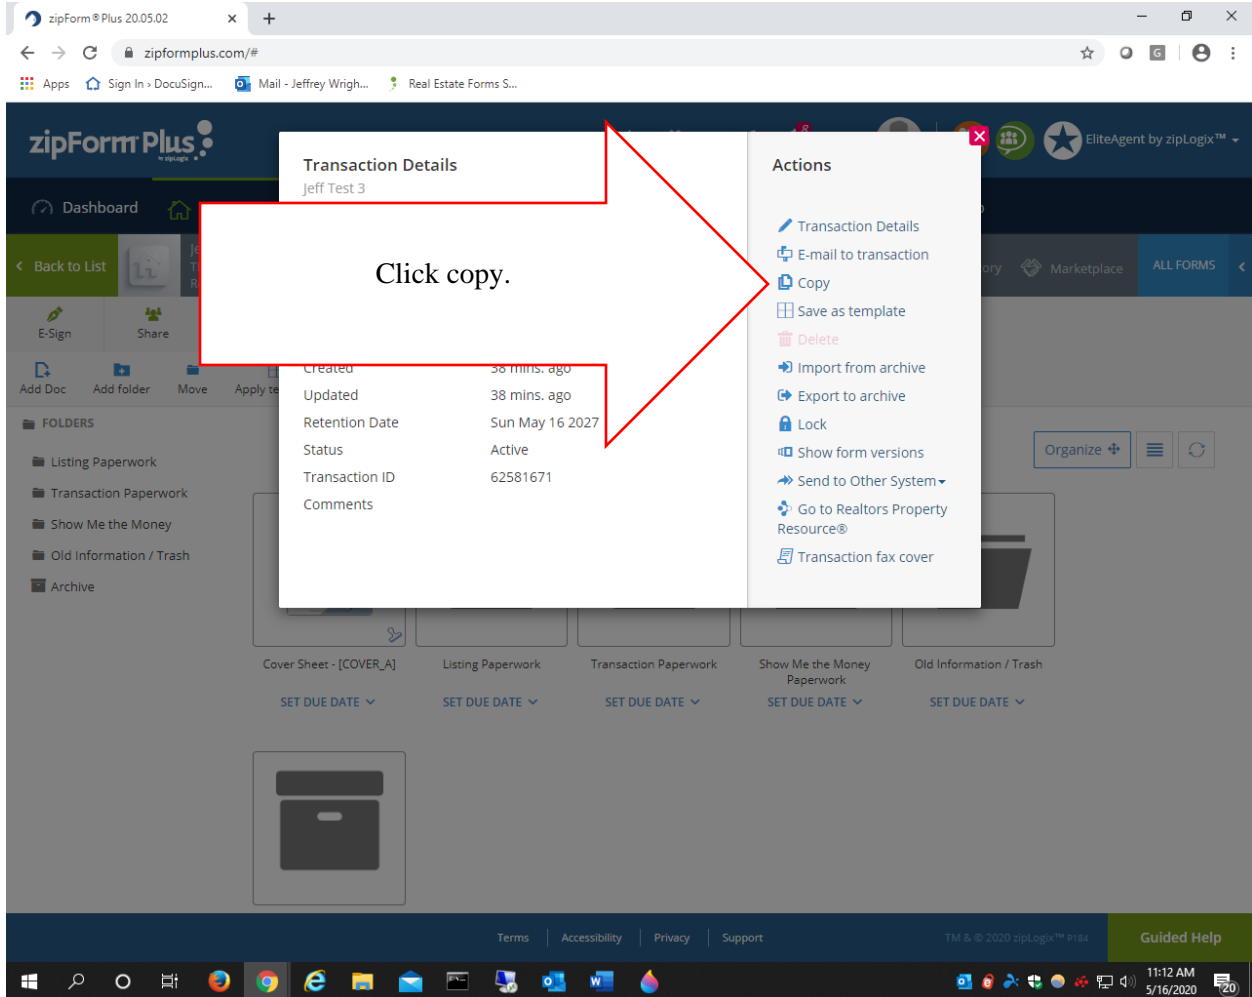 zipForm® Plus 20.05.02
zipformplus.com/#
Apps
Sign In › DocuSign...
Mail - Jeffrey Wrigh...
Real Estate Forms S...
zipForm Plus
by zipLogix
8
EliteAgent by zipLogix™
Dashboard
Back to List
Marketplace
ALL FORMS
E-Sign
Share
Add Doc
Add folder
Move
FOLDERS
Listing Paperwork
Transaction Paperwork
Show Me the Money
Old Information / Trash
Archive
Transaction Details
Jeff Test 3
Click copy.
Created 38 mins. ago
Updated 38 mins. ago
Retention Date Sun May 16 2027
Status Active
Transaction ID 62581671
Comments
Actions
Transaction Details
E-mail to transaction
Copy
Save as template
Delete
Import from archive
Export to archive
Lock
Show form versions
Send to Other System
Go to Realtors Property
Resource®
Transaction fax cover
Organize
Cover Sheet - [COVER_A]
SET DUE DATE
Listing Paperwork
SET DUE DATE
Transaction Paperwork
SET DUE DATE
Show Me the Money
Paperwork
SET DUE DATE
Old Information / Trash
SET DUE DATE
Terms
Accessibility
Privacy
Support
TM & © 2020 zipLogix™ P184
Guided Help
11:12 AM
5/16/2020
20